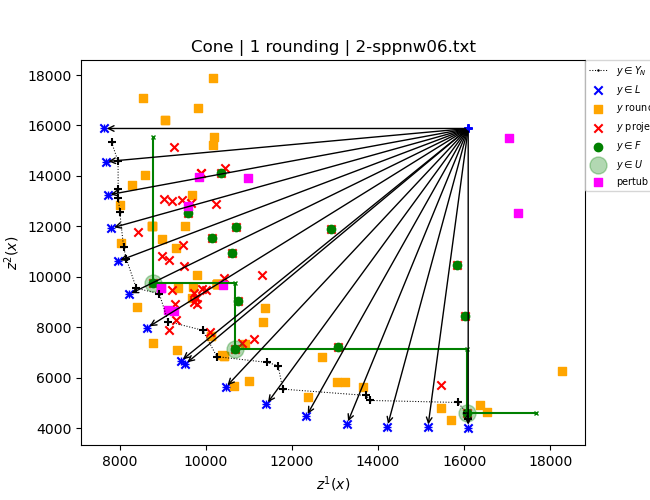 Cone | 1 rounding | 2-sppnw06.txt
18000
16000
14000
12000
10000
8000
6000
4000
z²(x)
8000 10000 12000 14000 16000 18000
z¹(x)
y ∈ Y_N
y ∈ L
y roun
y proje
y ∈ F
y ∈ U
pertub